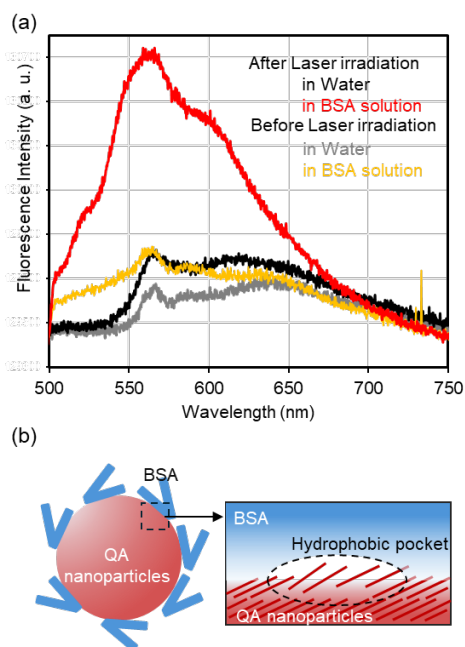 (a)
After Laser irradiation
in Water
in BSA solution
Before Laser irradiation
in Water
in BSA solution
Fluorescence Intensity (a. u.)
500 550 600 650 700 750
Wavelength (nm)
(b)
BSA
QA
nanoparticles
BSA
Hydrophobic pocket
QA nanoparticles